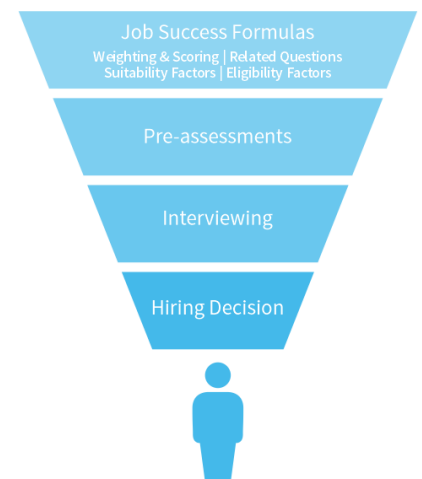 Job Success Formulas
Weighting & Scoring | Related Questions
Suitability Factors | Eligibility Factors
Pre-assessments
Interviewing
Hiring Decision